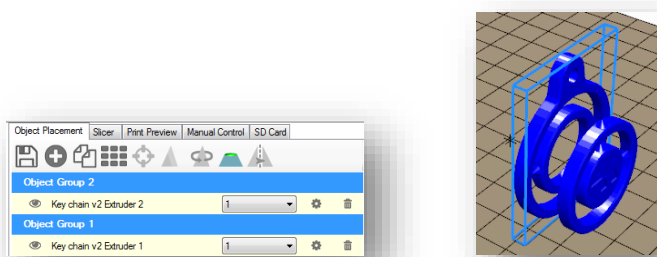 Object Placement Slicer Print Preview Manual Control SD Card
Object Group 2
Key chain v2 Extruder 2 1
Object Group 1
Key chain v2 Extruder 1 1